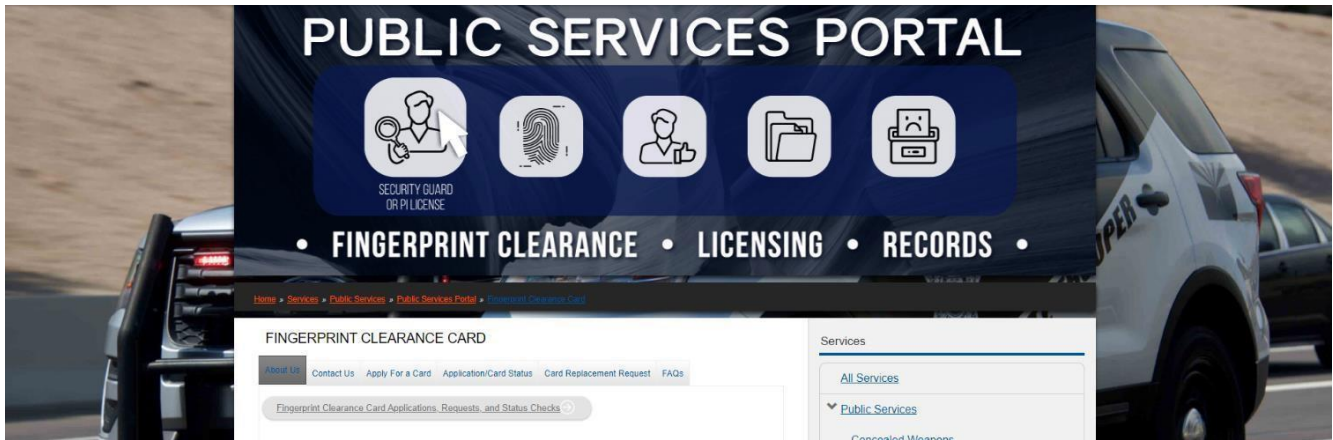 PUBLIC SERVICES PORTAL
SECURITY GUARD
OR PI LICENSE
• FINGERPRINT CLEARANCE • LICENSING • RECORDS •
Home » Services » Public Services » Public Services Portal » Fingerprint Clearance Card
FINGERPRINT CLEARANCE CARD
About Us Contact Us Apply For a Card Application/Card Status Card Replacement Request FAQs
Fingerprint Clearance Card Applications, Requests, and Status Checks
Services
All Services
Public Services
Concealed Weapons